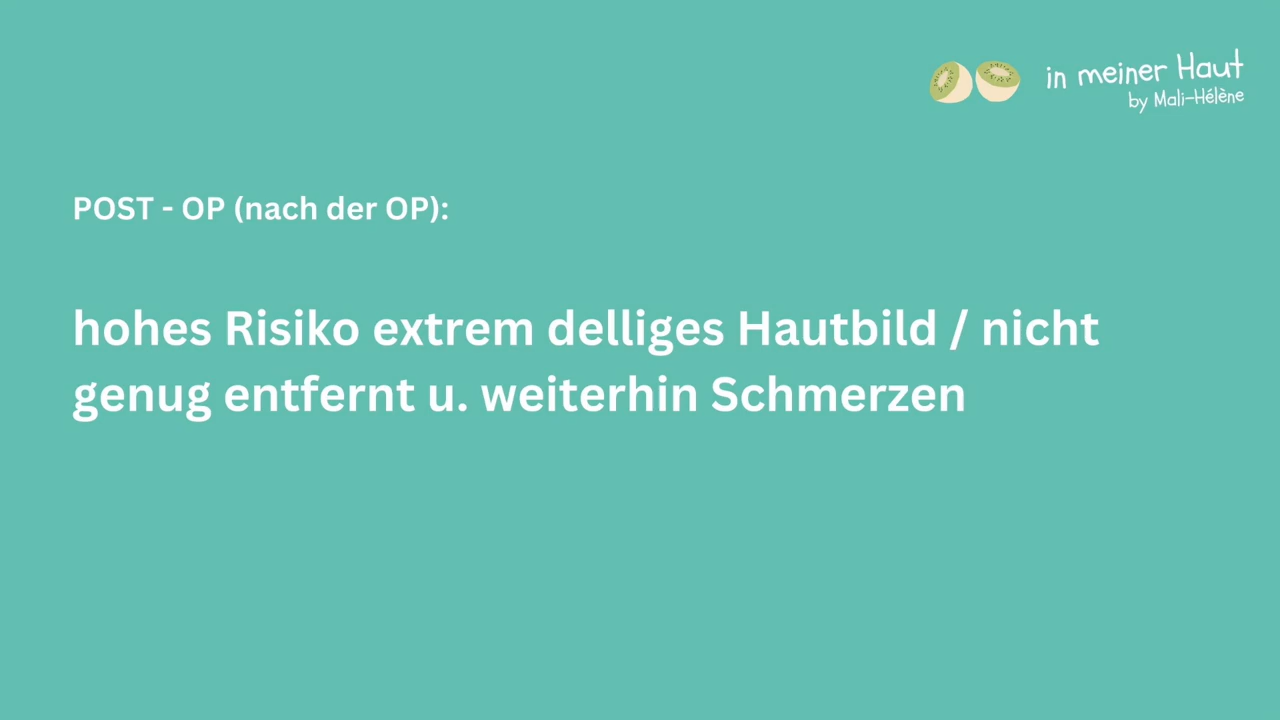 in meiner Haut
by Mali-Hélène
POST - OP (nach der OP):
hohes Risiko extrem delliges Hautbild / nicht
genug entfernt u. weiterhin Schmerzen